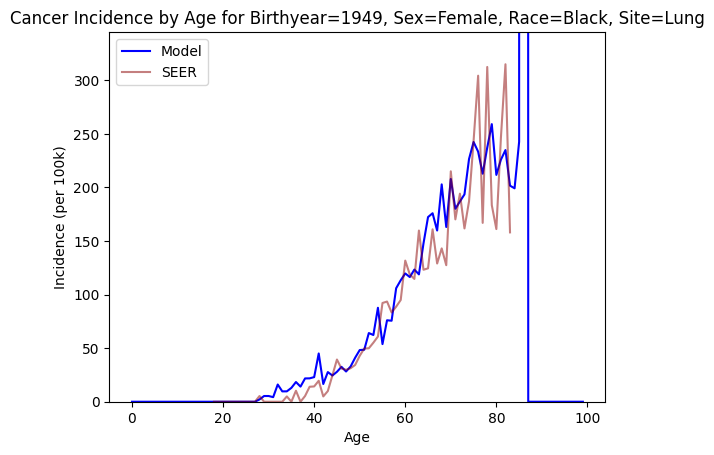 Cancer Incidence by Age for Birthyear=1949, Sex=Female, Race=Black, Site=Lung
Model
SEER
Incidence (per 100k)
300
250
200
150
100
50
0
0 20 40 60 80 100
Age